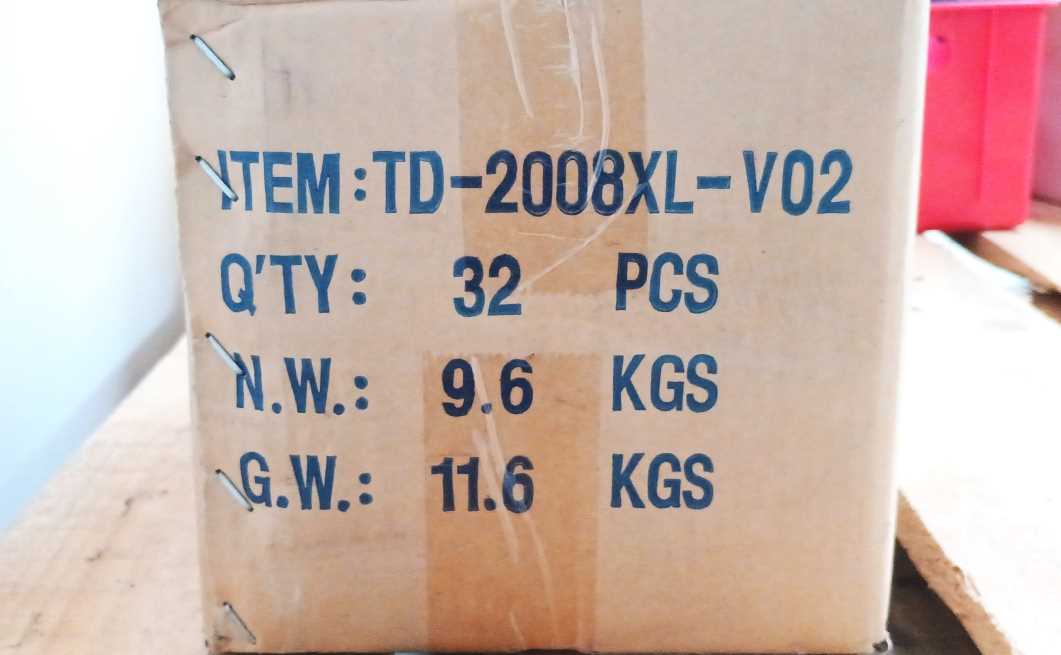 ITEM:TD-2008XL-V02
Q'TY: 32 PCS
N.W.: 9.6 KGS
G.W.: 11.6 KGS